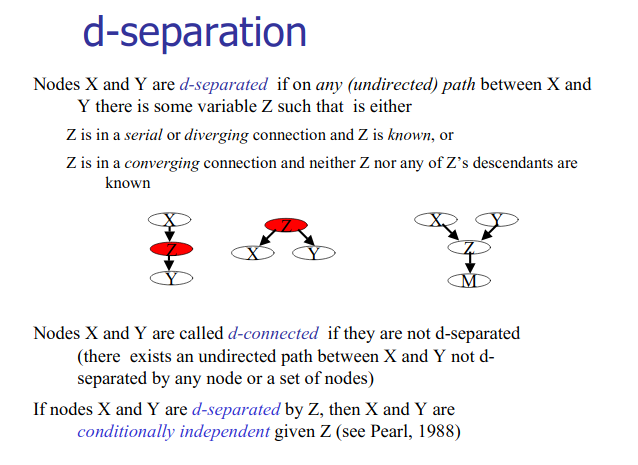 d-separation
Nodes X and Y are d-separated if on any (undirected) path between X and
Y there is some variable Z such that is either
Z is in a serial or diverging connection and Z is known, or
Z is in a converging connection and neither Z nor any of Z's descendants are
known
X
Z
Y
Z
X Y
X Y
Z
M
Nodes X and Y are called d-connected if they are not d-separated
(there exists an undirected path between X and Y not d-
separated by any node or a set of nodes)
If nodes X and Y are d-separated by Z, then X and Y are
conditionally independent given Z (see Pearl, 1988)